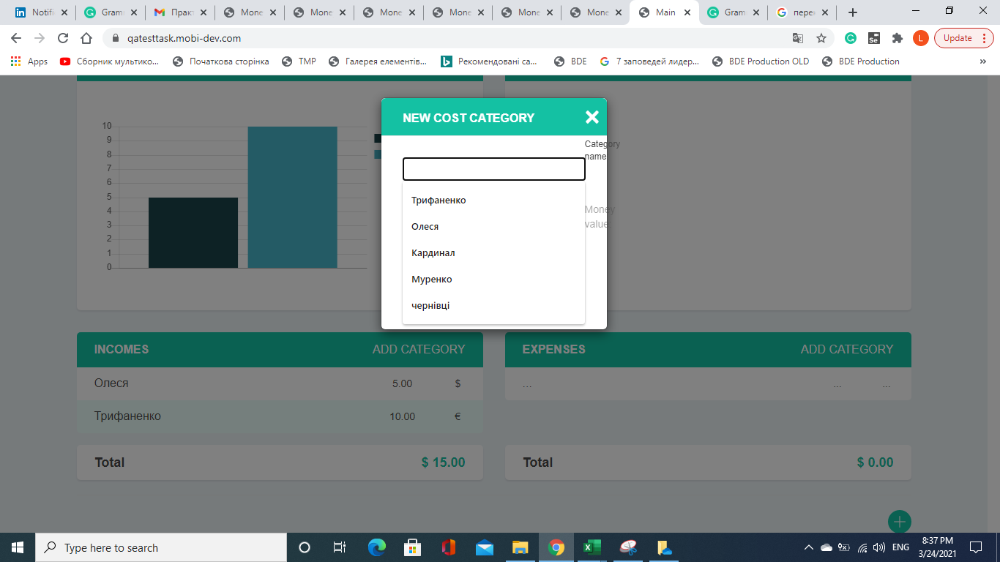 Notifi
Gram
Практ
Mone
Mone
Mone
Mone
Mone
Mone
Main
Gram
пере
qatesttask.mobi-dev.com
Update
Apps
Сборник мультико...
Початкова сторінка
TMP
Галерея елементів...
Рекомендовані са...
BDE
7 заповедей лидер...
BDE Production OLD
BDE Production
NEW COST CATEGORY
Category
name
Трифаненко
Олеся
Кардинал
Муренко
чернівці
Money
value
10
9
8
7
6
5
4
3
2
1
0
INCOMES ADD CATEGORY
Олеся 5.00 $
Трифаненко 10.00 €
Total $ 15.00
EXPENSES ADD CATEGORY
... ... ...
Total $ 0.00
Type here to search
ENG
8:37 PM
3/24/2021